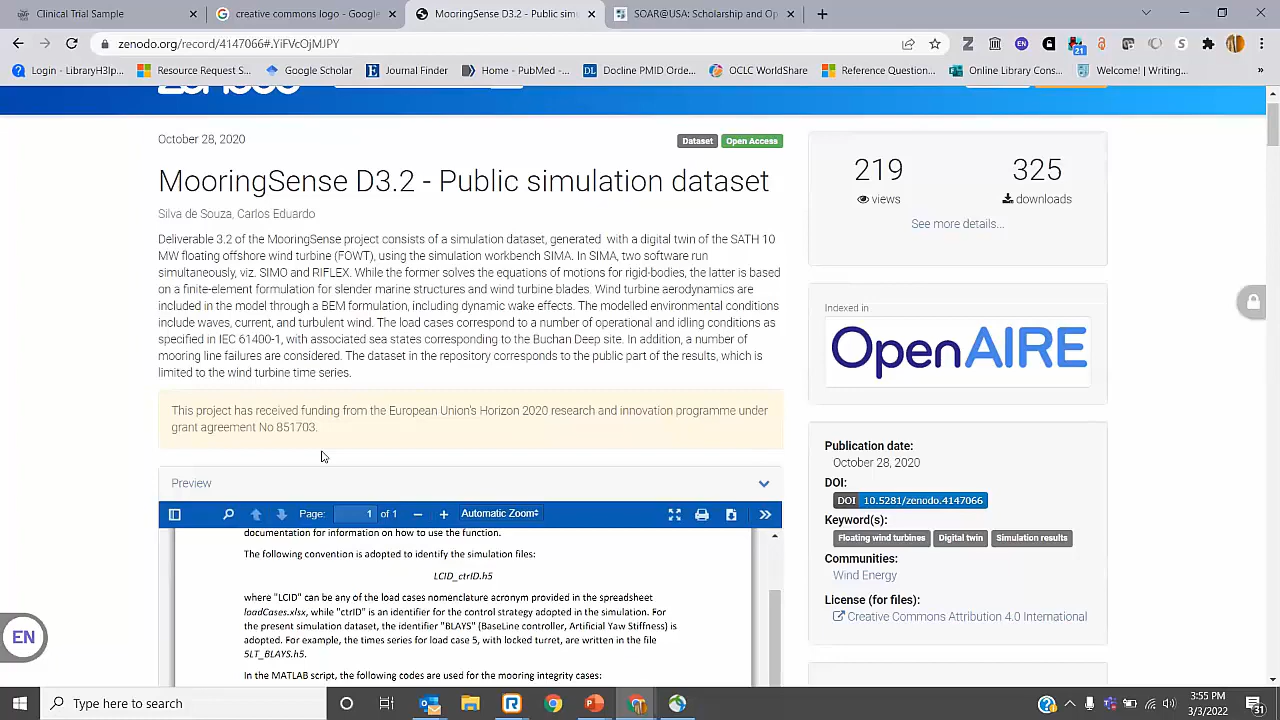 Clinical Trial
creative commons logo - Google
MooringSense D3.2 - Public simu
SOAR@USA: Scholarship and Op
zenodo.org/record/4147066#.YiFVcOjMJPY
21
Login - LibraryH3lp...
Resource Request S...
Google Scholar
Journal Finder
Home - PubMed -...
Docline PMID Orde...
OCLC WorldShare
Reference Question...
Online Library Cons...
Welcome! | Writing...
zenodo
October 28, 2020
Dataset
Open Access
MooringSense D3.2 - Public simulation dataset
Silva de Souza, Carlos Eduardo
Deliverable 3.2 of the MooringSense project consists of a simulation dataset, generated with a digital twin of the SATH 10
MW floating offshore wind turbine (FOWT), using the simulation workbench SIMA. In SIMA, two software run
simultaneously, viz. SIMO and RIFLEX. While the former solves the equations of motions for rigid-bodies, the latter is based
on a finite-element formulation for slender marine structures and wind turbine blades. Wind turbine aerodynamics are
included in the model through a BEM formulation, including dynamic wake effects. The modelled environmental conditions
include waves, current, and turbulent wind. The load cases correspond to a number of operational and idling conditions as
specified in IEC 61400-1, with associated sea states corresponding to the Buchan Deep site. In addition, a number of
mooring line failures are considered. The dataset in the repository corresponds to the public part of the results, which is
limited to the wind turbine time series.
This project has received funding from the European Union's Horizon 2020 research and innovation programme under
grant agreement No 851703.
Preview
Page: 1 of 1
Automatic Zoom
documentation for information on how to use the function.
The following convention is adopted to identify the simulation files:
LCID_ctrID.h5
where "LCID" can be any of the load cases nomenclature acronym provided in the spreadsheet
loadCases.xlsx, while "ctrID" is an identifier for the control strategy adopted in the simulation. For
the present simulation dataset, the identifier "BLAYS" (BaseLine controller, Artificial Yaw Stiffness) is
adopted. For example, the times series for load case 5, with locked turret, are written in the file
5LT_BLAYS.h5.
In the MATLAB script, the following codes are used for the mooring integrity cases:
219
views
325
downloads
See more details...
Indexed in
OpenAIRE
Publication date:
October 28, 2020
DOI:
DOI 10.5281/zenodo.4147066
Keyword(s):
Floating wind turbines
Digital twin
Simulation results
Communities:
Wind Energy
License (for files):
Creative Commons Attribution 4.0 International
EN
Type here to search
3:55 PM
3/3/2022
31